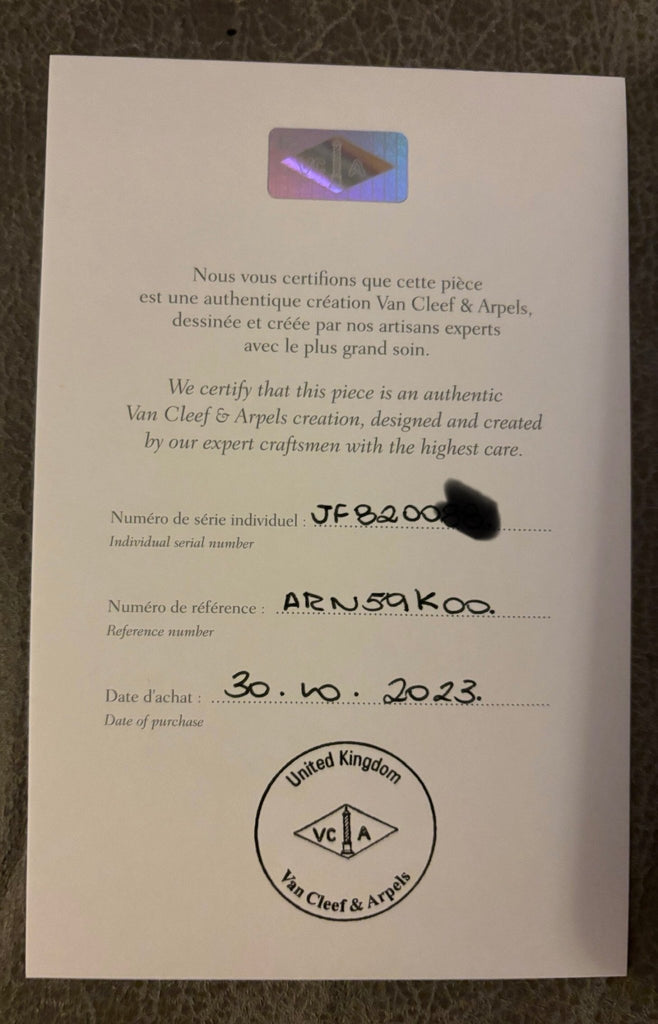 VC A
Nous vous certifions que cette pièce
est une authentique création Van Cleef & Arpels,
dessinée et créée par nos artisans experts
avec le plus grand soin.
We certify that this piece is an authentic
Van Cleef & Arpels creation, designed and created
by our expert craftsmen with the highest care.
Numéro de série individuel : JFB200
Individual serial number
Numéro de référence : ARN59K00.
Reference number
Date d'achat : 30. 10. 2023.
Date of purchase
United Kingdom
VC A
Van Cleef & Arpels